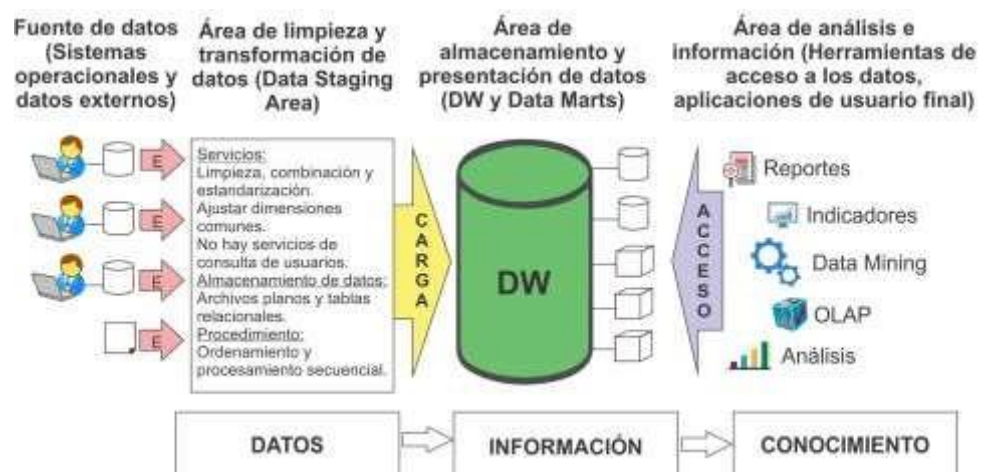 Fuente de datos
(Sistemas
operacionales y
datos externos)
Área de limpieza y
transformación de
datos (Data Staging
Area)
Área de
almacenamiento y
presentación de datos
(DW y Data Marts)
Área de análisis e
información (Herramientas de
acceso a los datos,
aplicaciones de usuario final)
E
E
E
E
Servicios:
Limpieza, combinación y
estandarización.
Ajustar dimensiones
comunes.
No hay servicios de
consulta de usuarios.
Almacenamiento de datos:
Archivos planos y tablas
relacionales.
Procedimiento:
Ordenamiento y
procesamiento secuencial.
CARGA
DW
ACCESO
Reportes
Indicadores
Data Mining
OLAP
Análisis
DATOS
INFORMACIÓN
CONOCIMIENTO